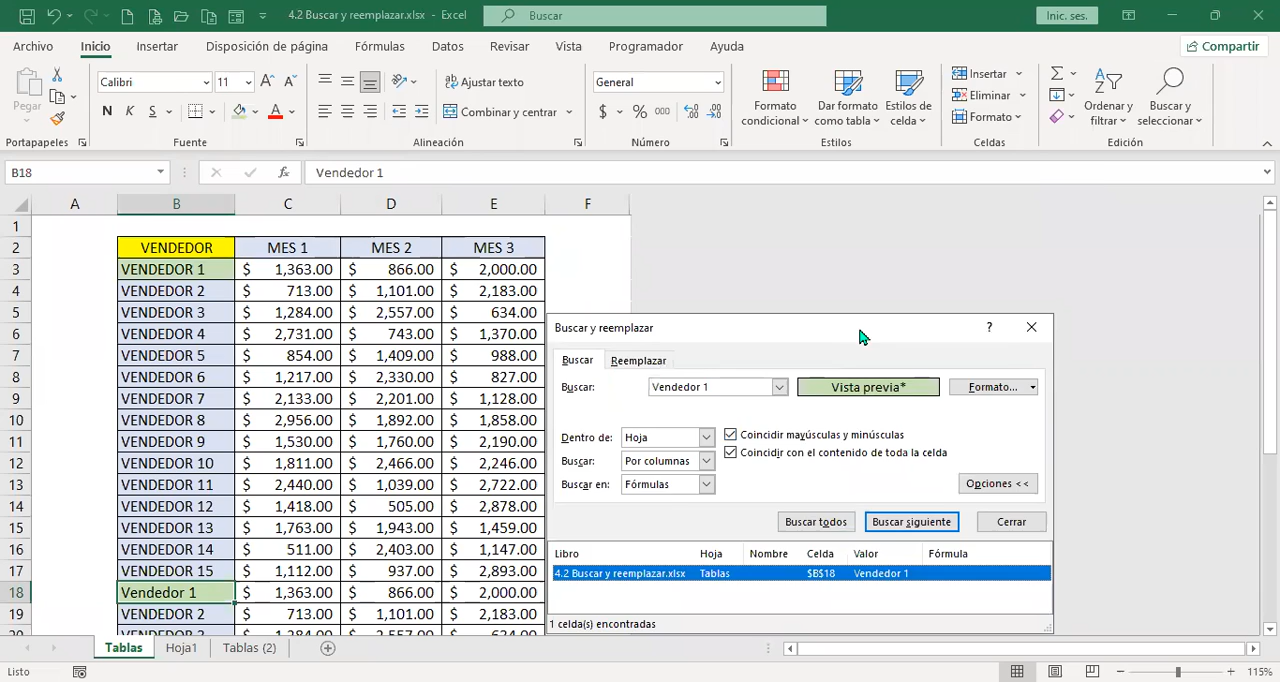 4.2 Buscar y reemplazar.xlsx - Excel
Buscar
Inic. ses.
Archivo Inicio Insertar Disposición de página Fórmulas Datos Revisar Vista Programador Ayuda Compartir
Pegar
Calibri 11
N K S
Ajustar texto
Combinar y centrar
General
$ % 000
Formato condicional
Dar formato como tabla
Estilos de celda
Insertar
Eliminar
Formato
Ordenar y filtrar
Buscar y seleccionar
Portapapeles Fuente Alineación Número Estilos Celdas Edición
B18 fx Vendedor 1
A B C D E F
1
2 VENDEDOR MES 1 MES 2 MES 3
3 VENDEDOR 1 $ 1,363.00 $ 866.00 $ 2,000.00
4 VENDEDOR 2 $ 713.00 $ 1,101.00 $ 2,183.00
5 VENDEDOR 3 $ 1,284.00 $ 2,557.00 $ 634.00
6 VENDEDOR 4 $ 2,731.00 $ 743.00 $ 1,370.00
7 VENDEDOR 5 $ 854.00 $ 1,409.00 $ 988.00
8 VENDEDOR 6 $ 1,217.00 $ 2,330.00 $ 827.00
9 VENDEDOR 7 $ 2,133.00 $ 2,201.00 $ 1,128.00
10 VENDEDOR 8 $ 2,956.00 $ 1,892.00 $ 1,858.00
11 VENDEDOR 9 $ 1,530.00 $ 1,760.00 $ 2,190.00
12 VENDEDOR 10 $ 1,811.00 $ 2,466.00 $ 2,246.00
13 VENDEDOR 11 $ 2,440.00 $ 1,039.00 $ 2,722.00
14 VENDEDOR 12 $ 1,418.00 $ 505.00 $ 2,878.00
15 VENDEDOR 13 $ 1,763.00 $ 1,943.00 $ 1,459.00
16 VENDEDOR 14 $ 511.00 $ 2,403.00 $ 1,147.00
17 VENDEDOR 15 $ 1,112.00 $ 937.00 $ 2,893.00
18 Vendedor 1 $ 1,363.00 $ 866.00 $ 2,000.00
19 VENDEDOR 2 $ 713.00 $ 1,101.00 $ 2,183.00
20 VENDEDOR 3 $ 1,284.00 $ 2,557.00 $ 634.00
Buscar y reemplazar ?
Buscar Reemplazar
Buscar: Vendedor 1 Vista previa* Formato...
Dentro de: Hoja Coincidir mayúsculas y minúsculas
Buscar: Por columnas Coincidir con el contenido de toda la celda
Buscar en: Fórmulas Opciones <<
Buscar todos Buscar siguiente Cerrar
Libro Hoja Nombre Celda Valor Fórmula
4.2 Buscar y reemplazar.xlsx Tablas $B$18 Vendedor 1
1 celda(s) encontradas
Tablas Hoja1 Tablas (2)
Listo 115%